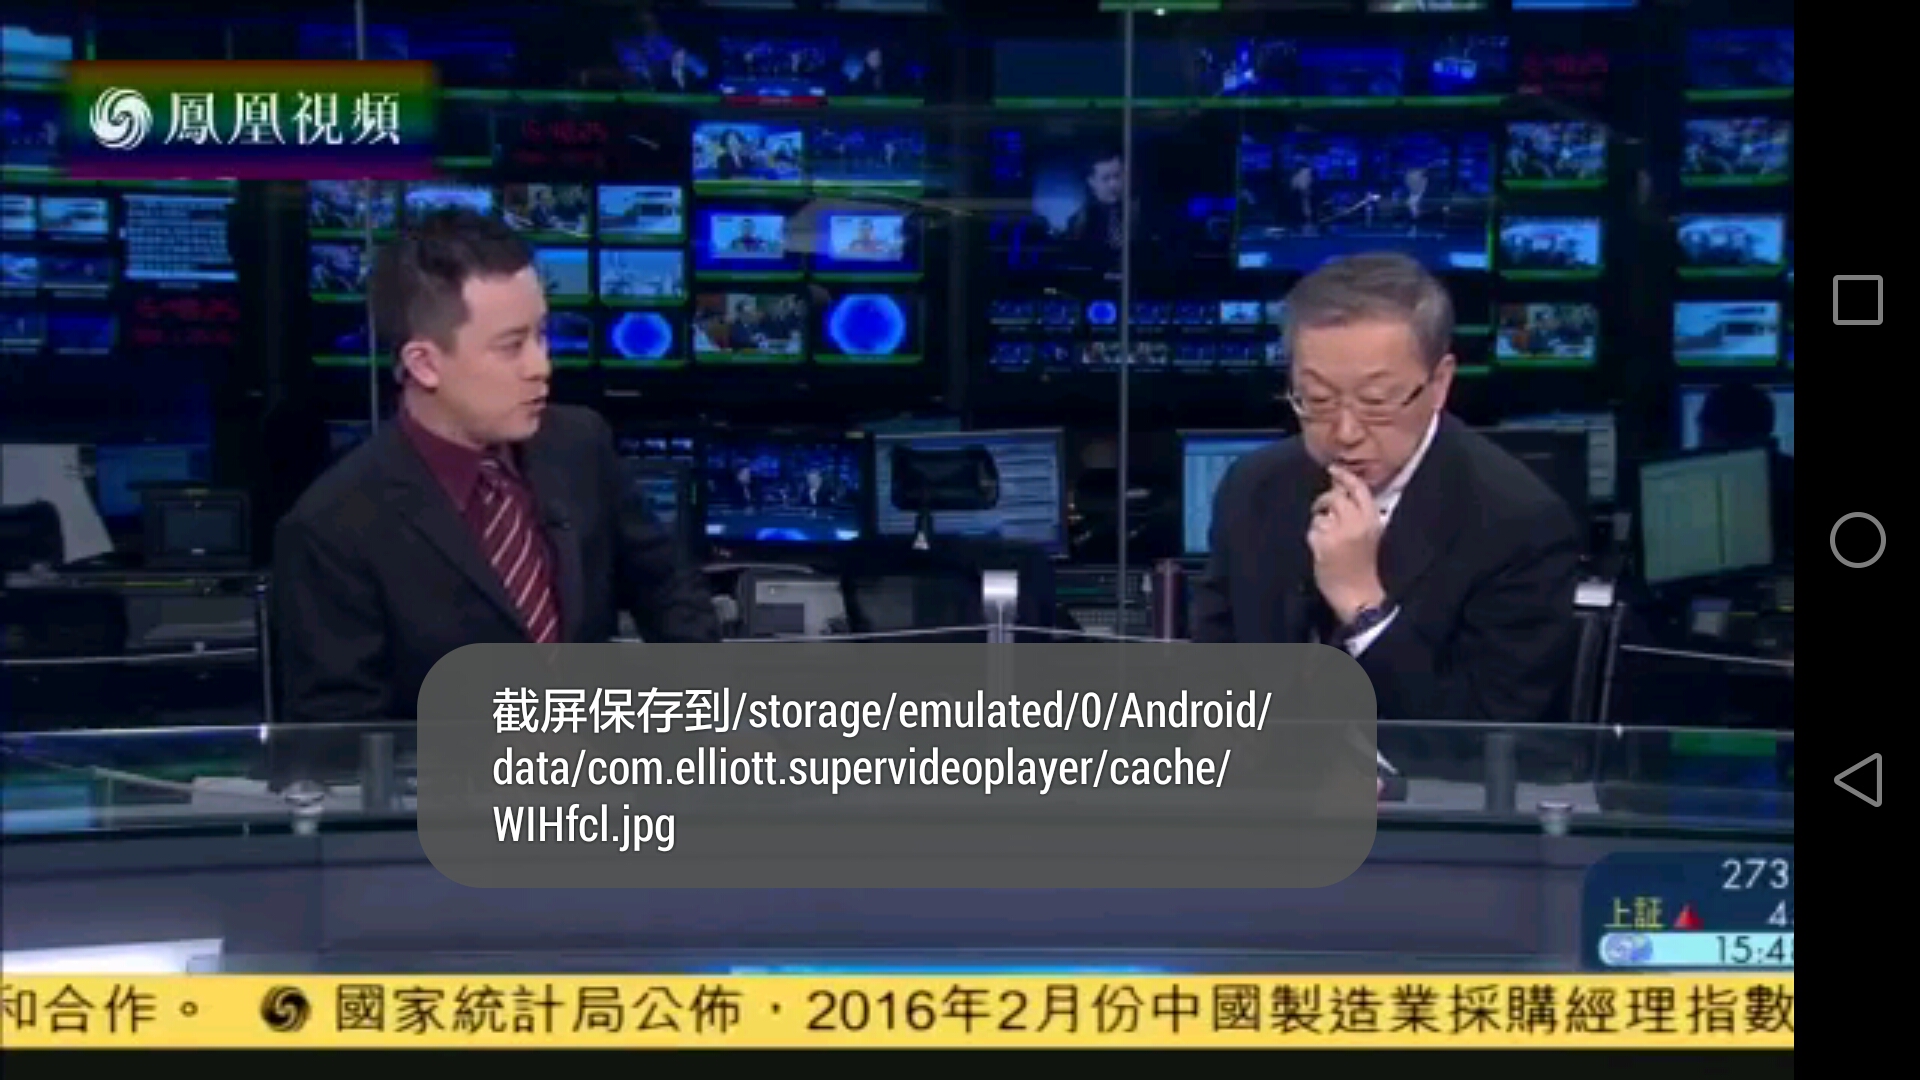 鳳凰視頻
截屏保存到/storage/emulated/0/Android/
data/com.elliott.supervideoplayer/cache/
WIHfcl.jpg
273
上証 4
15:4
和合作。 國家統計局公佈，2016年2月份中國製造業採購經理指數